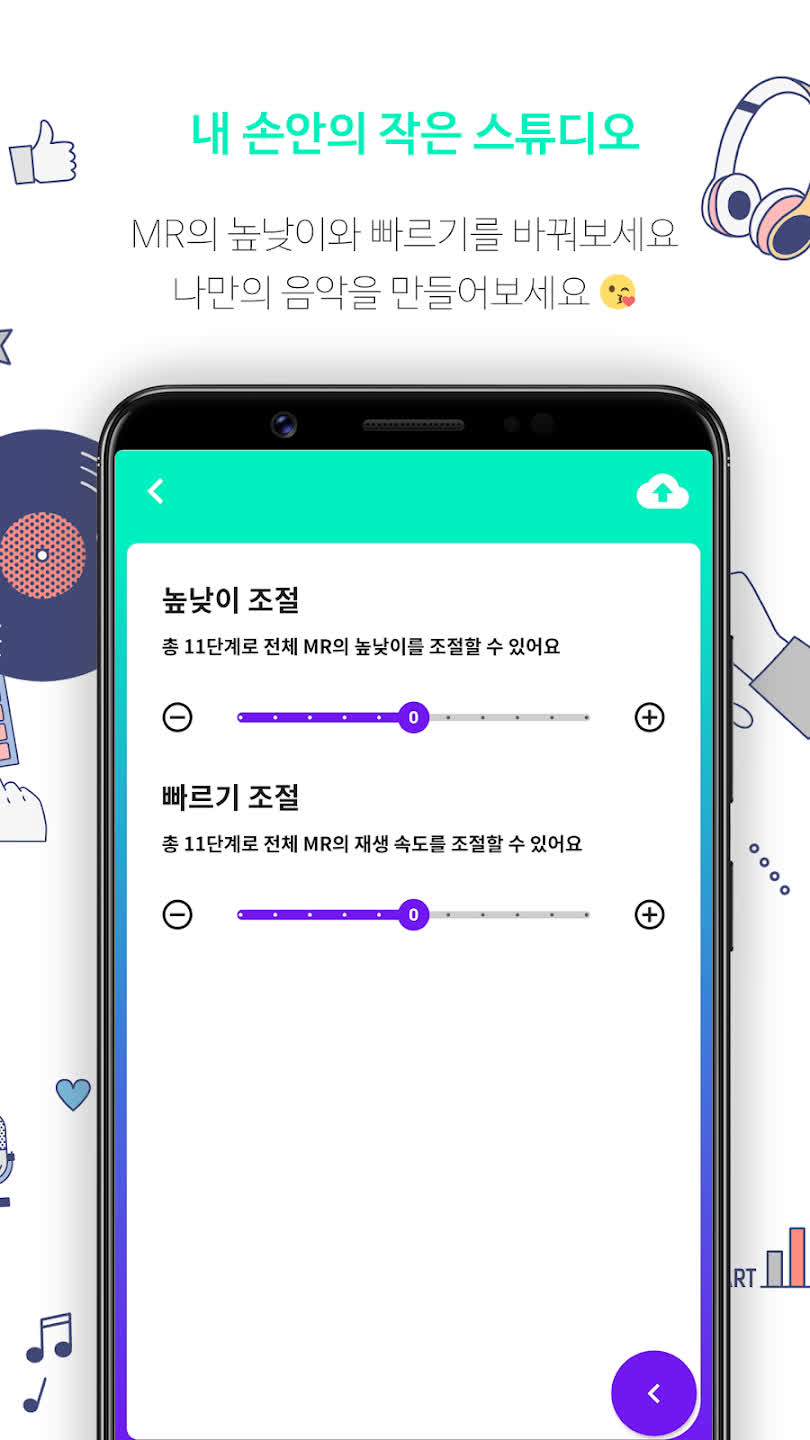 내 손안의 작은 스튜디오
MR의 높낮이와 빠르기를 바꿔보세요
나만의 음악을 만들어보세요 😘
높낮이 조절
총 11단계로 전체 MR의 높낮이를 조절할 수 있어요
0
빠르기 조절
총 11단계로 전체 MR의 재생 속도를 조절할 수 있어요
0
ART